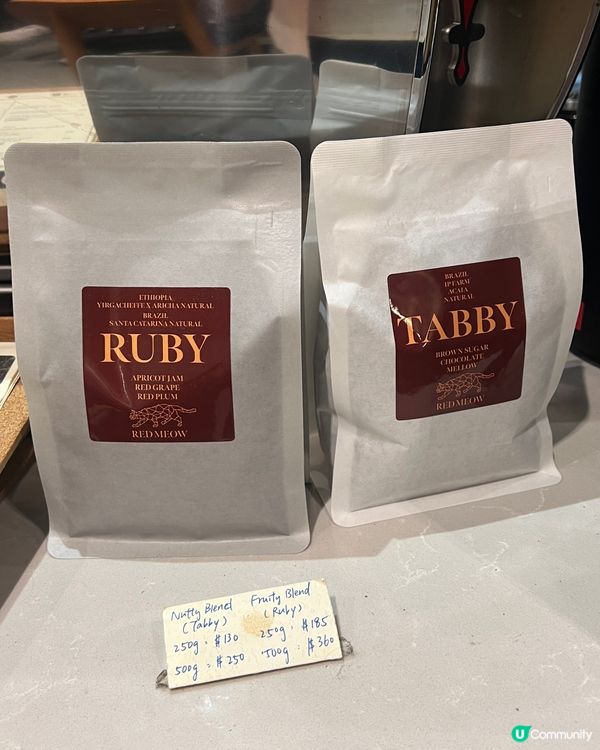 ETHIOPIA
YIRGACHEFFE X ARICHA NATURAL
BRAZIL
SANTA CATARINA NATURAL
RUBY
APRICOT JAM
RED GRAPE
RED PLUM
RED MEOW
BRAZIL
IP FARM
ACAIA
NATURAL
TABBY
BROWN SUGAR
CHOCOLATE
MELLOW
RED MEOW
Nutty Blend
(Tabby)
250g : $130
500g : $250
Fruity Blend
(Ruby)
250g : $185
500g : $360
U Community